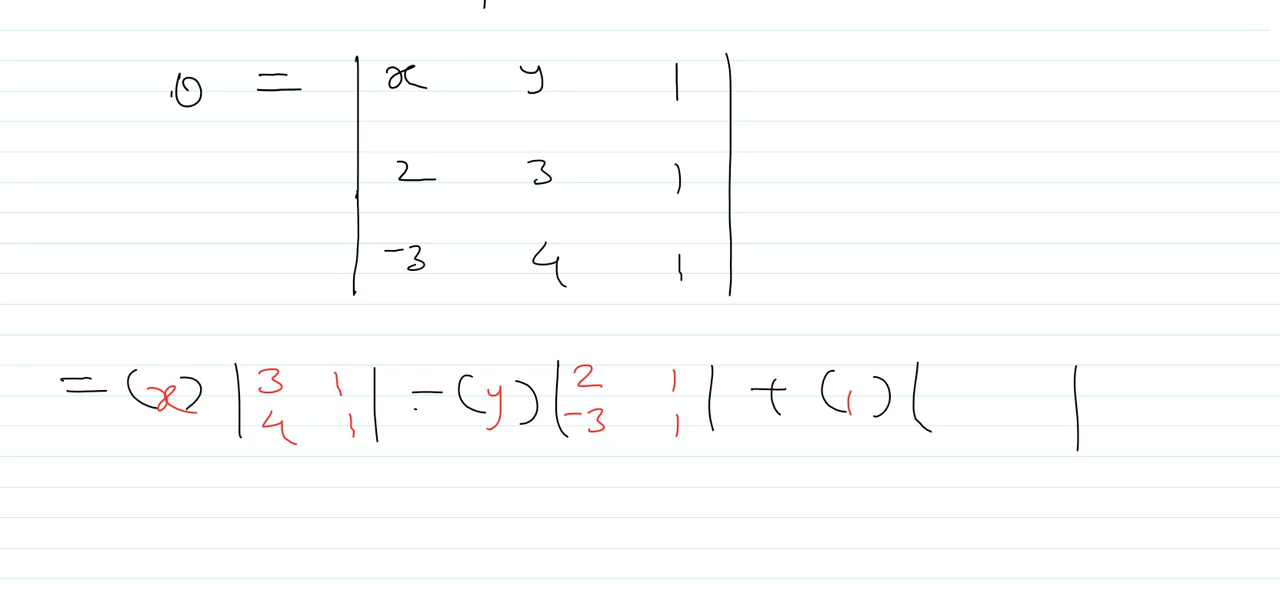 0 = | x y 1 |
| 2 3 1 |
| -3 4 1 |
= (x) | 3 1 | - (y) | 2 1 | + (1) | |
| 4 1 | | -3 1 |